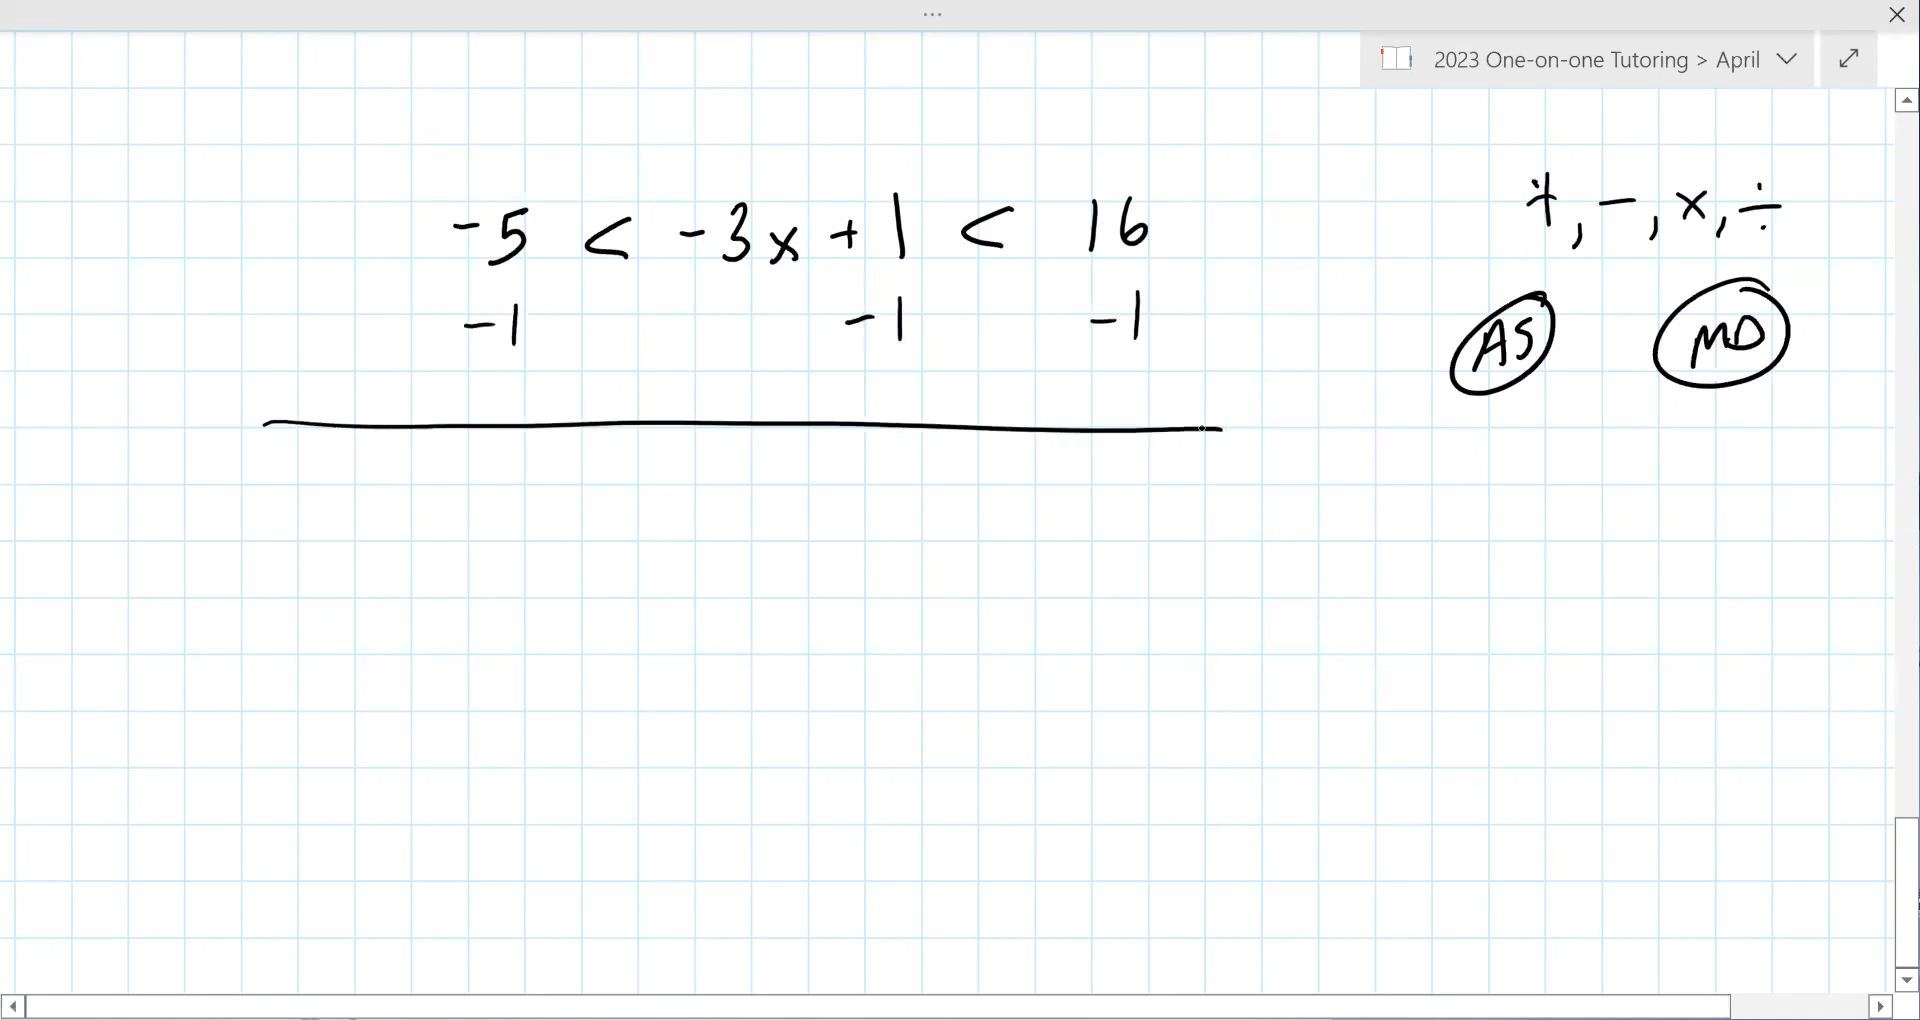 2023 One-on-one Tutoring > April
-5 < -3x + 1 < 16
-1 -1 -1
+, -, ×, ÷
AS MD